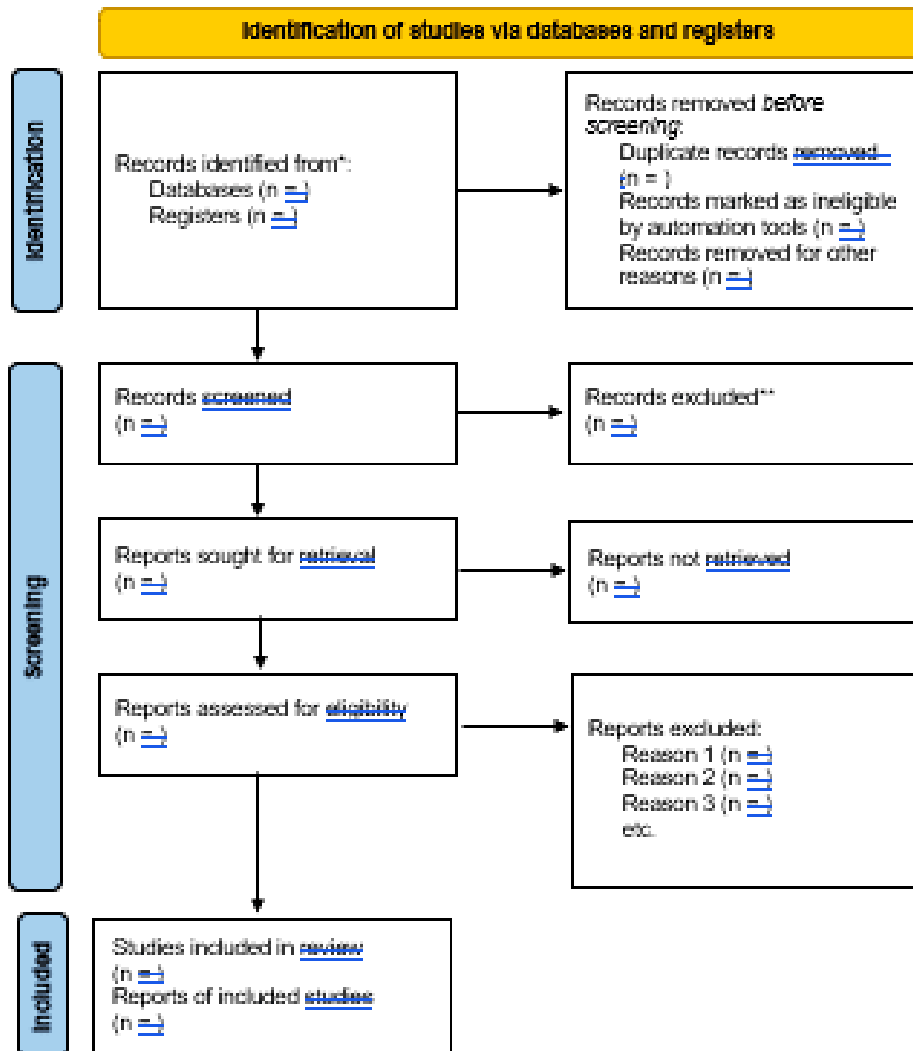 Identification of studies via databases and registers
Identification
Records identified from*:
Databases (n = )
Registers (n = )
Records removed before
screening:
Duplicate records removed
(n = )
Records marked as ineligible
by automation tools (n = )
Records removed for other
reasons (n = )
Screening
Records screened
(n = )
Records excluded**
(n = )
Reports sought for retrieval
(n = )
Reports not retrieved
(n = )
Reports assessed for eligibility
(n = )
Reports excluded:
Reason 1 (n = )
Reason 2 (n = )
Reason 3 (n = )
etc.
Included
Studies included in review
(n = )
Reports of included studies
(n = )